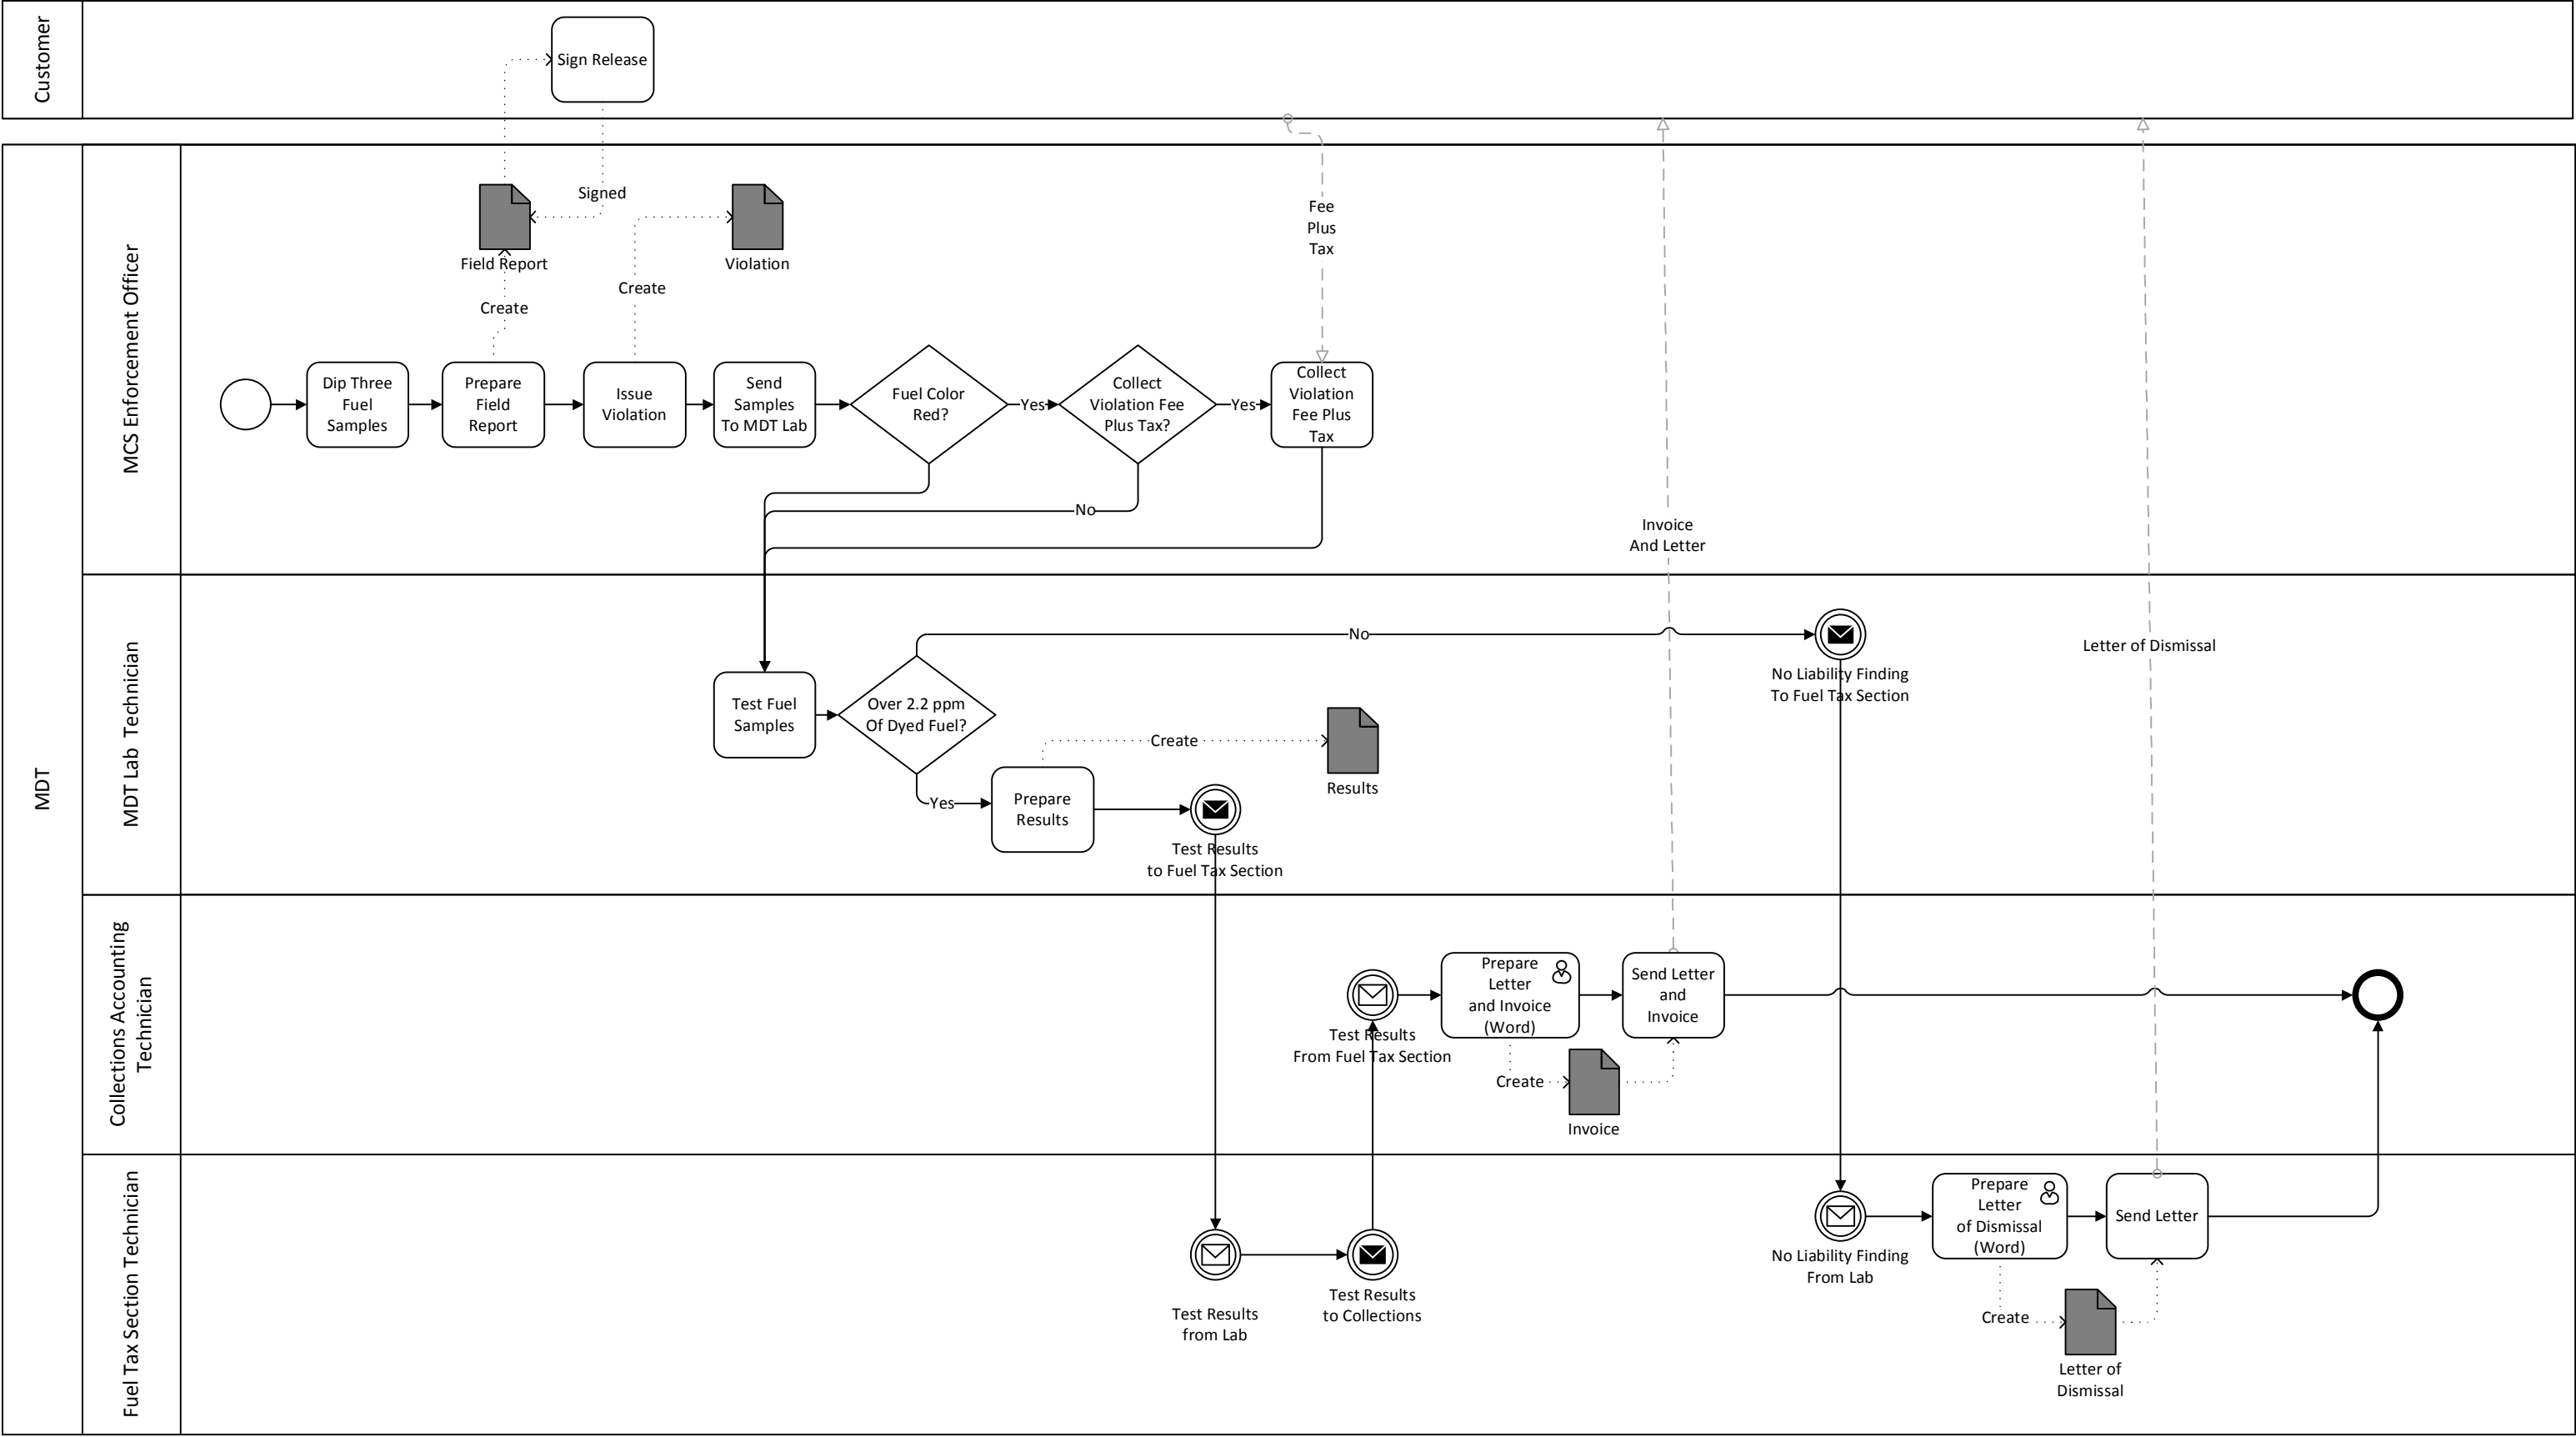 Customer
Sign Release
MDT
MCS Enforcement Officer
Signed
Field Report
Violation
Create
Create
Fee
Plus
Tax
Dip Three
Fuel
Samples
Prepare
Field
Report
Issue
Violation
Send
Samples
To MDT Lab
Fuel Color
Red?
Yes
Collect
Violation Fee
Plus Tax?
Yes
Collect
Violation
Fee Plus
Tax
No
Invoice
And Letter
MDT Lab Technician
No
No Liability Finding
To Fuel Tax Section
Letter of Dismissal
Test Fuel
Samples
Over 2.2 ppm
Of Dyed Fuel?
Create
Results
Yes
Prepare
Results
Test Results
to Fuel Tax Section
Collections Accounting
Technician
Test Results
From Fuel Tax Section
Prepare
Letter
and Invoice
(Word)
Send Letter
and
Invoice
Create
Invoice
Fuel Tax Section Technician
Test Results
from Lab
Test Results
to Collections
No Liability Finding
From Lab
Prepare
Letter
of Dismissal
(Word)
Send Letter
Create
Letter of
Dismissal